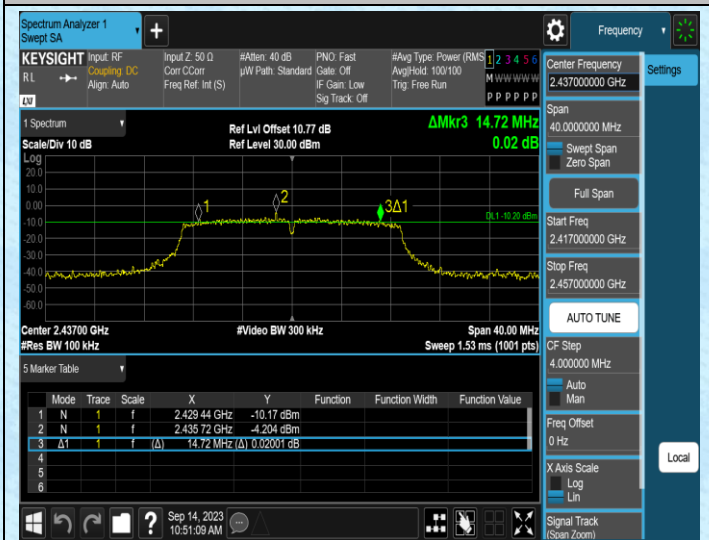 Spectrum Analyzer 1
Swept SA
+
Frequency
KEYSIGHT
RL
LXI
Input: RF
Coupling: DC
Align: Auto
Input Z: 50 Ω
Corr CCorr
Freq Ref: Int (S)
#Atten: 40 dB
µW Path: Standard
PNO: Fast
Gate: Off
IF Gain: Low
Sig Track: Off
#Avg Type: Power (RMS
Avg|Hold: 100/100
Trig: Free Run
1 2 3 4 5 6
M W W W W W
P P P P P P
1 Spectrum
Scale/Div 10 dB
Ref Lvl Offset 10.77 dB
Ref Level 30.00 dBm
ΔMkr3 14.72 MHz
0.02 dB
Log
20.0
10.0
0.00
-10.0
-20.0
-30.0
-40.0
-50.0
-60.0
1
2
3Δ1
DL1 -10.20 dBm
Center 2.43700 GHz
#Res BW 100 kHz
#Video BW 300 kHz
Span 40.00 MHz
Sweep 1.53 ms (1001 pts)
5 Marker Table
Mode Trace Scale X Y Function Function Width Function Value
1 N 1 f 2.429 44 GHz -10.17 dBm
2 N 1 f 2.435 72 GHz -4.204 dBm
3 Δ1 1 f (Δ) 14.72 MHz (Δ) 0.02001 dB
4
5
6
?
Sep 14, 2023
10:51:09 AM
Center Frequency
2.437000000 GHz
Span
40.0000000 MHz
Swept Span
Zero Span
Full Span
Start Freq
2.417000000 GHz
Stop Freq
2.457000000 GHz
AUTO TUNE
CF Step
4.000000 MHz
Auto
Man
Freq Offset
0 Hz
X Axis Scale
Log
Lin
Signal Track
(Span Zoom)
Settings
Local